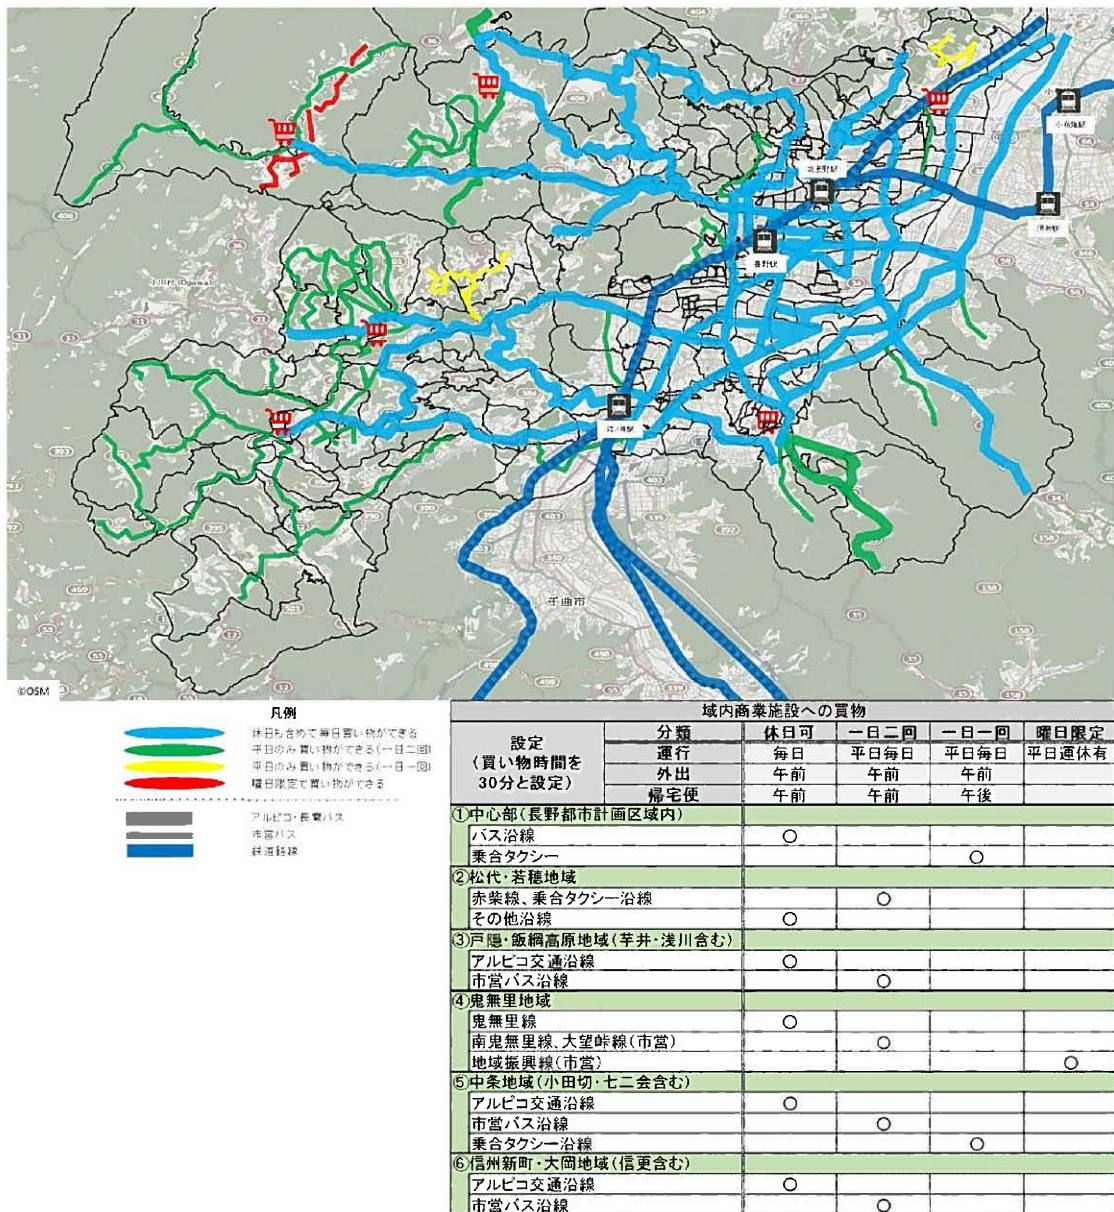 小川村(Ogawa)
長野駅
千曲市
©OSM
凡例
休日も含めて毎日買い物ができる
平日のみ買い物ができる(一日二回)
平日のみ買い物ができる(一日一回)
曜日限定で買い物ができる
アルピコ・長電バス
市営バス
鉄道路線
域内商業施設への買物
設定
(買い物時間を
30分と設定)
分類 休日可 一日二回 一日一回 曜日限定
運行 毎日 平日毎日 平日毎日 平日運休有
外出 午前 午前 午前
帰宅便 午前 午前 午後
①中心部(長野都市計画区域内)
バス沿線 ○
乗合タクシー ○
②松代・若穂地域
赤柴線、乗合タクシー沿線 ○
その他沿線 ○
③戸隠・飯綱高原地域(芋井・浅川含む)
アルピコ交通沿線 ○
市営バス沿線 ○
④鬼無里地域
鬼無里線 ○
南鬼無里線、大望峠線(市営) ○
地域振興線(市営) ○
⑤中条地域(小田切・七二会含む)
アルピコ交通沿線 ○
市営バス沿線 ○
乗合タクシー沿線 ○
⑥信州新町・大岡地域(信更含む)
アルピコ交通沿線 ○
市営バス沿線 ○